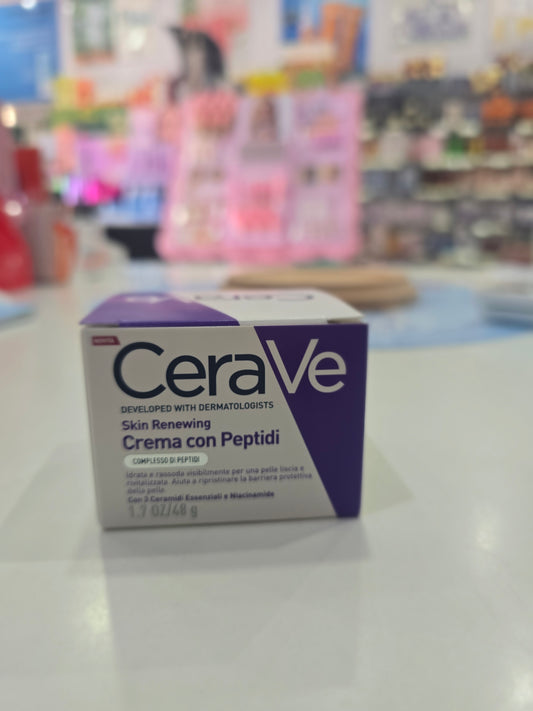 CeraVe
NOVITÀ
CeraVe
DEVELOPED WITH DERMATOLOGISTS
Skin Renewing
Crema con Peptidi
COMPLESSO DI PEPTIDI
Idrata e rassoda visibilmente per una pelle liscia e
rivitalizzata. Aiuta a ripristinare la barriera protettiva
della pelle.
Con 3 Ceramidi Essenziali e Niacinamide
1.7 OZ/48 g